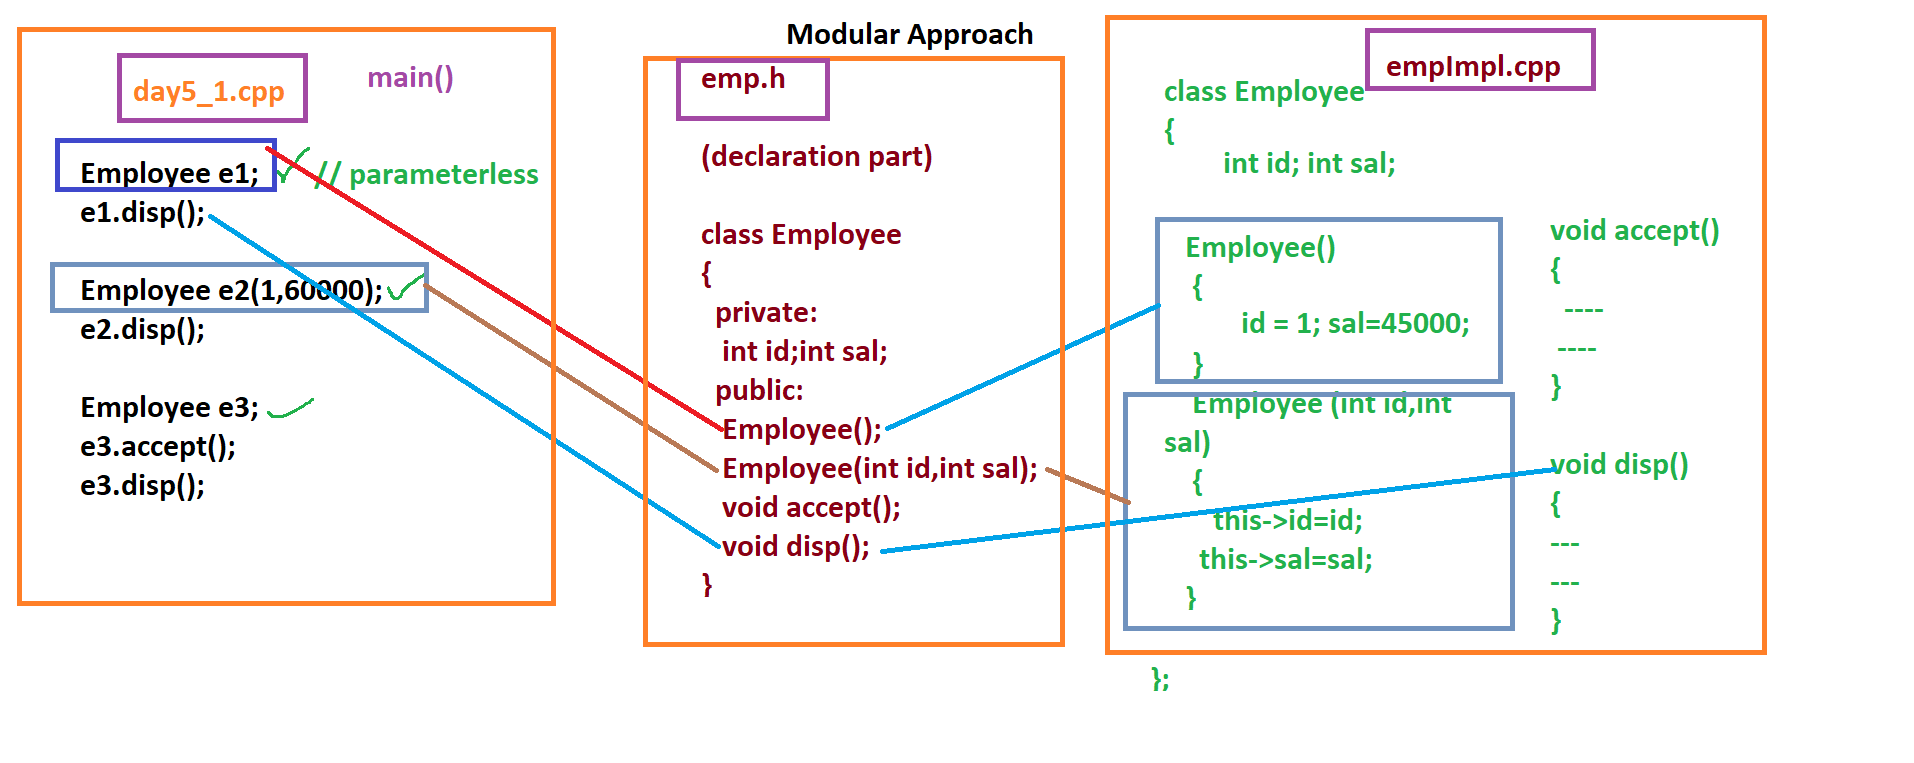 Modular Approach
day5_1.cpp
main()
Employee e1; // parameterless
e1.disp();
Employee e2(1,60000);
e2.disp();
Employee e3;
e3.accept();
e3.disp();
emp.h
(declaration part)
class Employee
{
private:
int id;int sal;
public:
Employee();
Employee(int id,int sal);
void accept();
void disp();
}
empImpl.cpp
class Employee
{
int id; int sal;
Employee()
{
id = 1; sal=45000;
}
Employee (int id,int
sal)
{
this->id=id;
this->sal=sal;
}
void accept()
{
----
----
}
void disp()
{
---
---
}
};